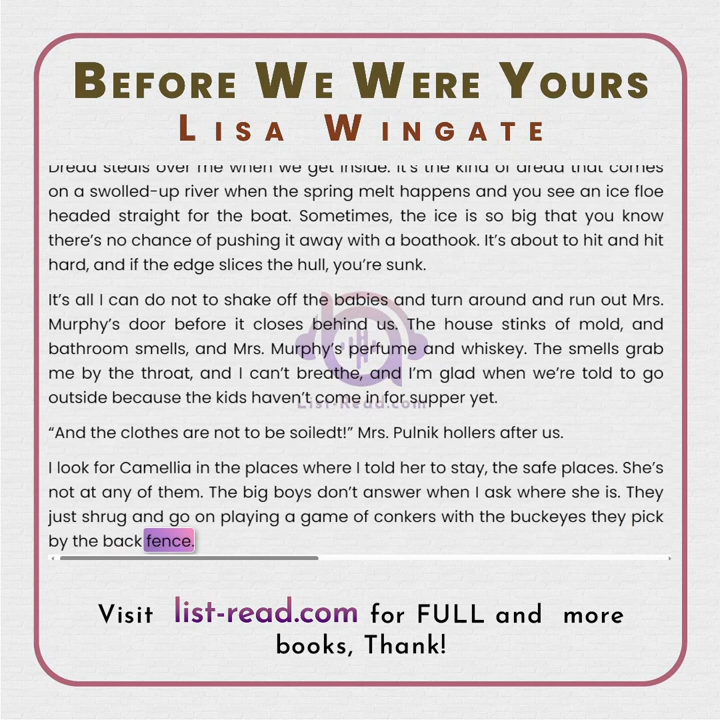 Before We Were Yours
Lisa Wingate
Dread steals over me when we get inside. It's the kind of dread that comes
on a swolled-up river when the spring melt happens and you see an ice floe
headed straight for the boat. Sometimes, the ice is so big that you know
there's no chance of pushing it away with a boathook. It's about to hit and hit
hard, and if the edge slices the hull, you're sunk.
It's all I can do not to shake off the babies and turn around and run out Mrs.
Murphy's door before it closes behind us. The house stinks of mold, and
bathroom smells, and Mrs. Murphy's perfume and whiskey. The smells grab
me by the throat, and I can't breathe, and I'm glad when we're told to go
outside because the kids haven't come in for supper yet.
List-Read.com
“And the clothes are not to be soiledt!” Mrs. Pulnik hollers after us.
I look for Camellia in the places where I told her to stay, the safe places. She's
not at any of them. The big boys don't answer when I ask where she is. They
just shrug and go on playing a game of conkers with the buckeyes they pick
by the back fence.
Visit list-read.com for FULL and more
books, Thank!